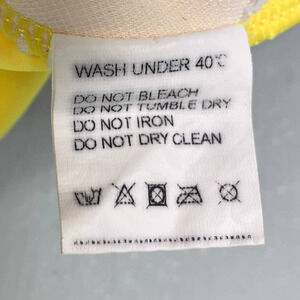 WASH UNDER 40℃
DO NOT BLEACH
DO NOT TUMBLE DRY
DO NOT IRON
DO NOT DRY CLEAN